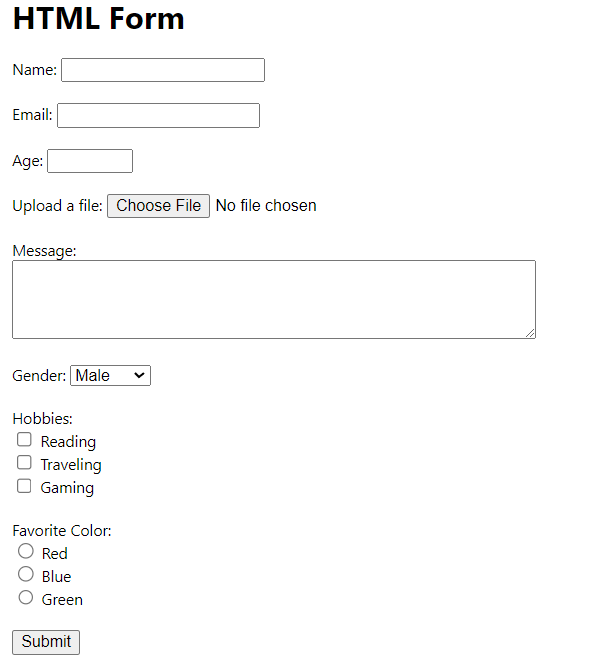 HTML Form
Name:
Email:
Age:
Upload a file: Choose File No file chosen
Message:
Gender: Male
Hobbies:
Reading
Traveling
Gaming
Favorite Color:
Red
Blue
Green
Submit